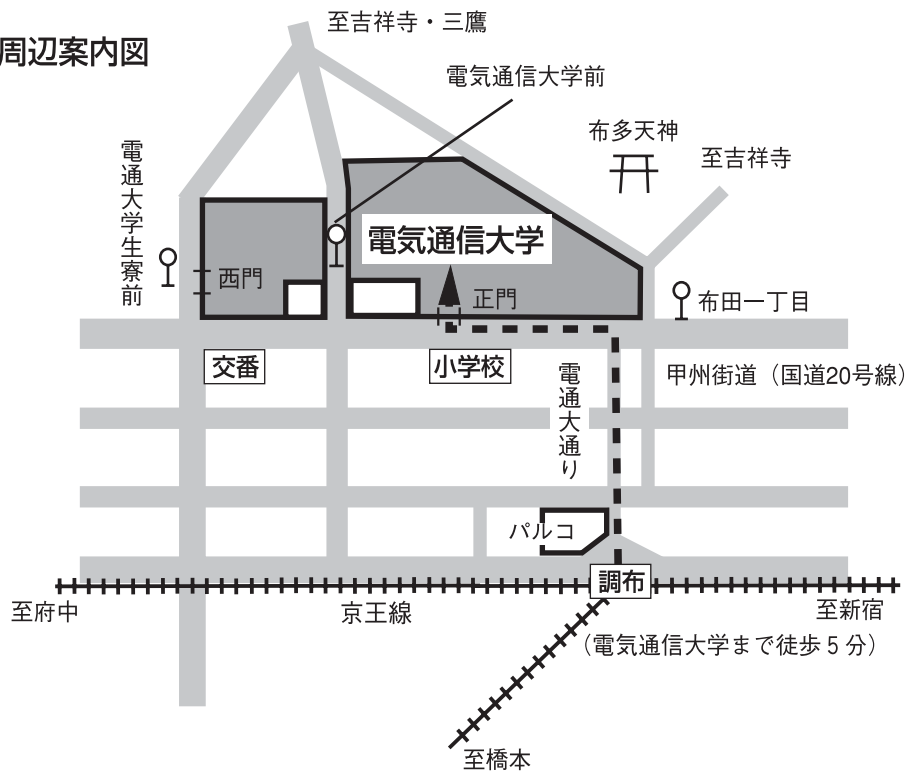 至吉祥寺・三鷹
周辺案内図
電気通信大学前
布多天神
至吉祥寺
電通大学生寮前
電気通信大学
西門
正門
布田一丁目
交番
小学校
電通大通り
甲州街道（国道20号線）
パルコ
調布
至府中
京王線
至新宿
（電気通信大学まで徒歩5分）
至橋本